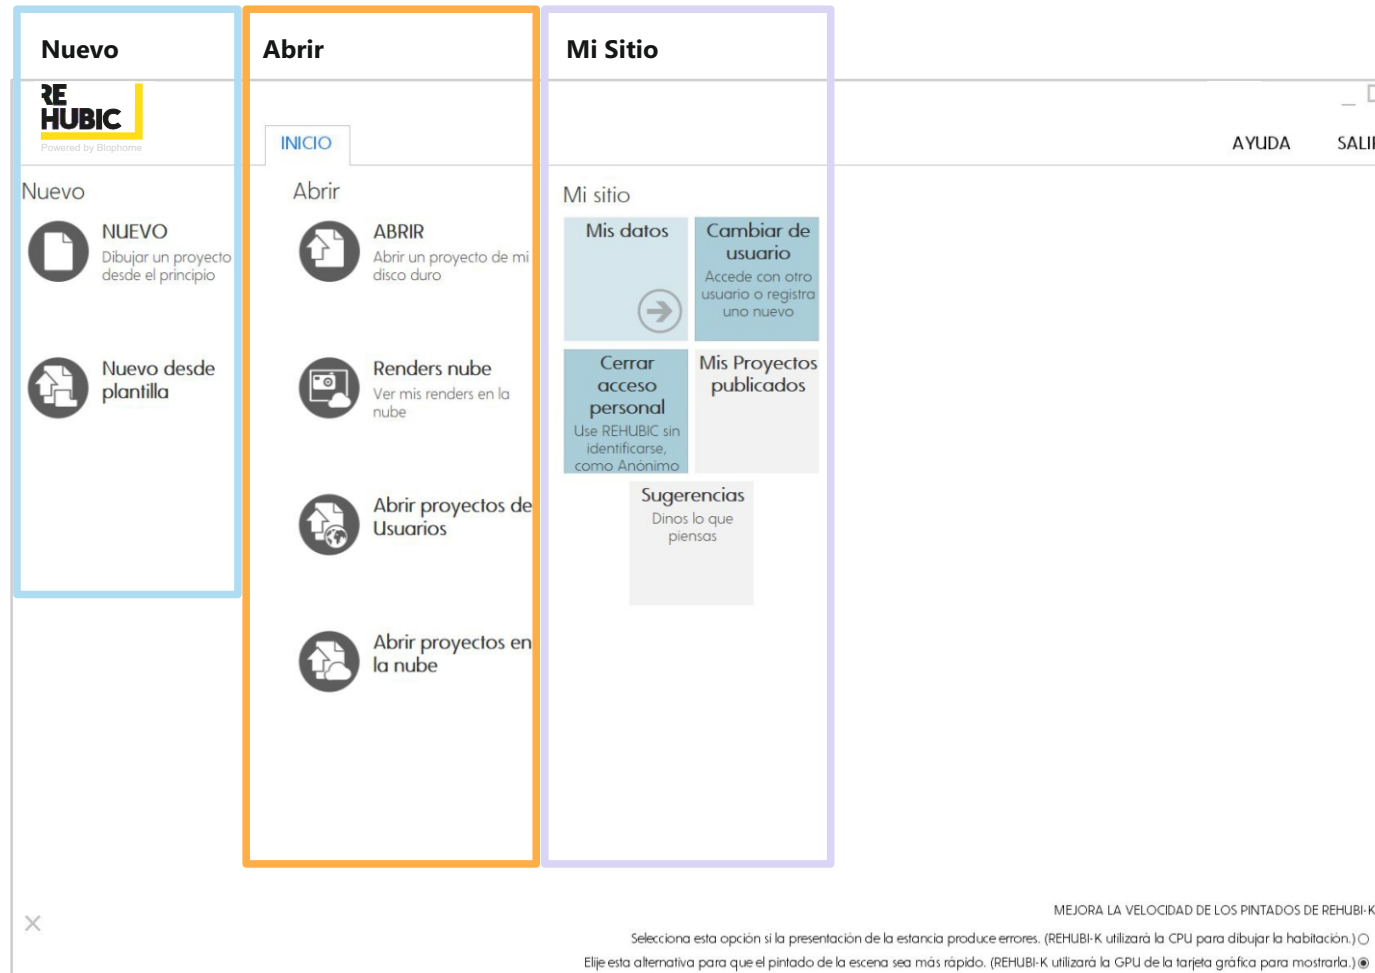 Nuevo
Abrir
Mi Sitio
RE
HUBIC
Powered by Blophome
INICIO
AYUDA
SALIR
Nuevo
NUEVO
Dibujar un proyecto
desde el principio
Nuevo desde
plantilla
Abrir
ABRIR
Abrir un proyecto de mi
disco duro
Renders nube
Ver mis renders en la
nube
Abrir proyectos de
Usuarios
Abrir proyectos en
la nube
Mi sitio
Mis datos
Cambiar de
usuario
Accede con otro
usuario o registra
uno nuevo
Cerrar
acceso
personal
Use REHUBIC sin
identificarse,
como Anónimo
Mis Proyectos
publicados
Sugerencias
Dinos lo que
piensas
MEJORA LA VELOCIDAD DE LOS PINTADOS DE REHUBI-K
Selecciona esta opción si la presentación de la estancia produce errores. (REHUBI-K utilizará la CPU para dibujar la habitación.)
Elije esta alternativa para que el pintado de la escena sea más rápido. (REHUBI-K utilizará la GPU de la tarjeta gráfica para mostrarla.)